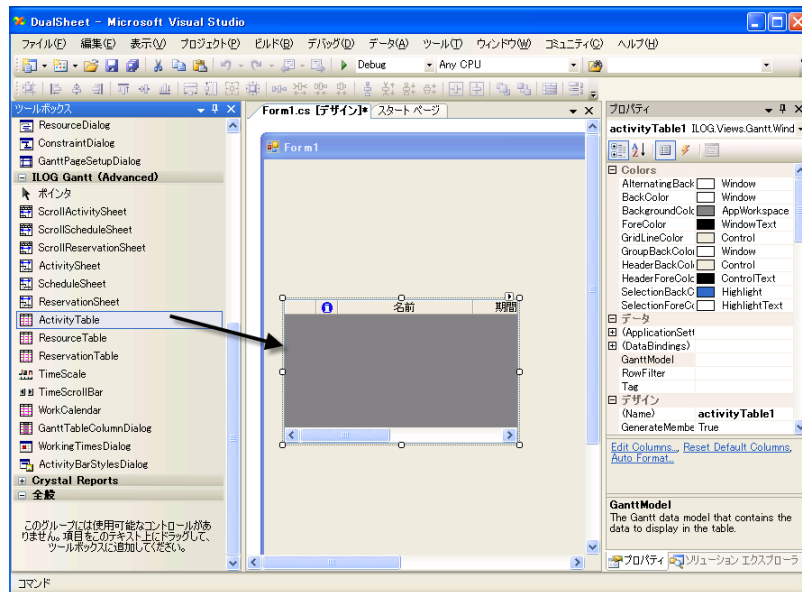 DualSheet - Microsoft Visual Studio
ファイル(F) 編集(E) 表示(V) プロジェクト(P) ビルド(B) デバッグ(D) データ(A) ツール(T) ウィンドウ(W) コミュニティ(C) ヘルプ(H)
Debug Any CPU
ツールボックス
ResourceDialog
ConstraintDialog
GanttPageSetupDialog
ILOG Gantt (Advanced)
ポインタ
ScrollActivitySheet
ScrollScheduleSheet
ScrollReservationSheet
ActivitySheet
ScheduleSheet
ReservationSheet
ActivityTable
ResourceTable
ReservationTable
TimeScale
TimeScrollBar
WorkCalendar
GanttTableColumnDialog
WorkingTimesDialog
ActivityBarStylesDialog
Crystal Reports
全般
このグループには使用可能なコントロールがあ
りません。項目をこのテキスト上にドラッグして、
ツールボックスに追加してください。
Form1.cs [デザイン]* スタート ページ
Form1
名前 期間
プロパティ
activityTable1 ILOG.Views.Gantt.Wind
Colors
AlternatingBack Window
BackColor Window
BackgroundColo AppWorkspace
ForeColor WindowText
GridLineColor Control
GroupBackColor Window
HeaderBackCol Control
HeaderForeColo ControlText
SelectionBackC Highlight
SelectionForeCo HighlightText
データ
(ApplicationSett
(DataBindings)
GanttModel
RowFilter
Tag
デザイン
(Name) activityTable1
GenerateMembe True
Edit Columns..., Reset Default Columns,
Auto Format...
GanttModel
The Gantt data model that contains the
data to display in the table.
プロパティ ソリューション エクスプローラ
コマンド